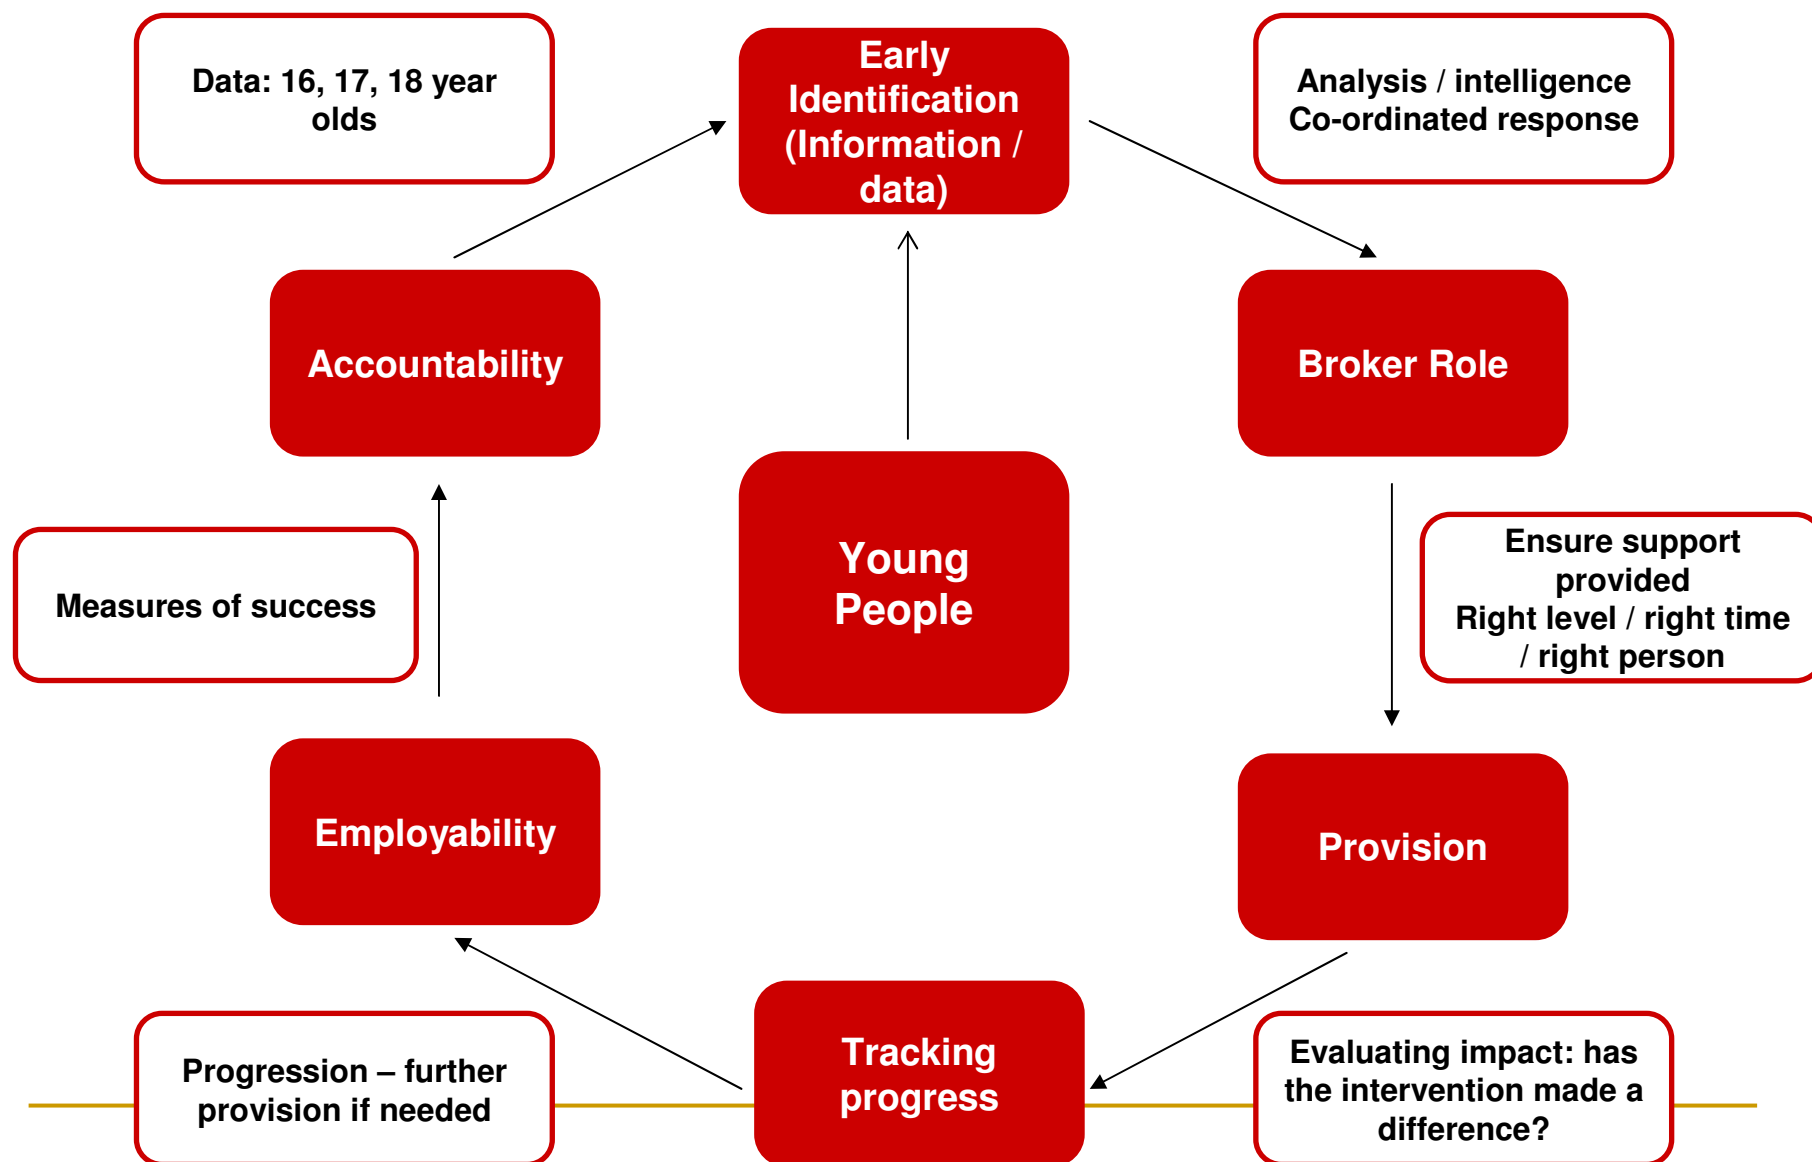 Data: 16, 17, 18 year
olds
Early
Identification
(Information /
data)
Analysis / intelligence
Co-ordinated response
Accountability
Broker Role
Young
People
Measures of success
Ensure support
provided
Right level / right time
/ right person
Employability
Provision
Tracking
progress
Progression – further
provision if needed
Evaluating impact: has
the intervention made a
difference?